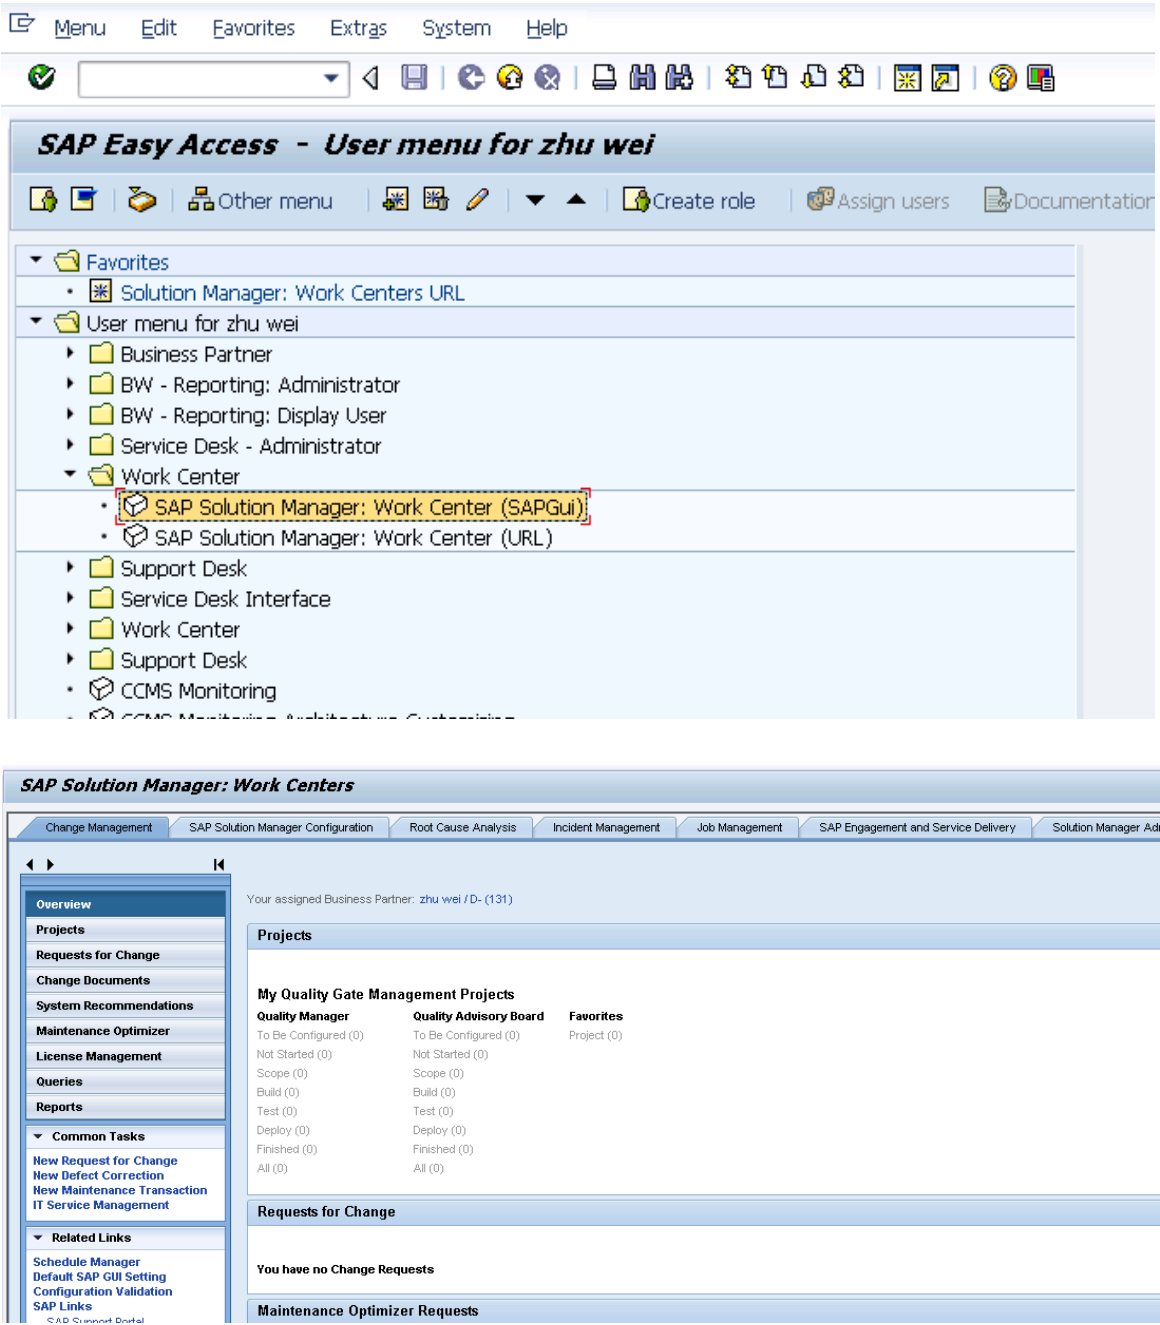 Menu Edit Favorites Extras System Help
SAP Easy Access - User menu for zhu wei
Other menu Create role Assign users Documentation
Favorites
Solution Manager: Work Centers URL
User menu for zhu wei
Business Partner
BW - Reporting: Administrator
BW - Reporting: Display User
Service Desk - Administrator
Work Center
SAP Solution Manager: Work Center (SAPGui)
SAP Solution Manager: Work Center (URL)
Support Desk
Service Desk Interface
Work Center
Support Desk
CCMS Monitoring
CCMS Monitoring Architecture Customizing
SAP Solution Manager: Work Centers
Change Management SAP Solution Manager Configuration Root Cause Analysis Incident Management Job Management SAP Engagement and Service Delivery Solution Manager Adm
Overview
Projects
Requests for Change
Change Documents
System Recommendations
Maintenance Optimizer
License Management
Queries
Reports
Common Tasks
New Request for Change
New Defect Correction
New Maintenance Transaction
IT Service Management
Related Links
Schedule Manager
Default SAP GUI Setting
Configuration Validation
SAP Links
SAP Support Portal
Your assigned Business Partner: zhu wei / D- (131)
Projects
My Quality Gate Management Projects
Quality Manager Quality Advisory Board Favorites
To Be Configured (0) To Be Configured (0) Project (0)
Not Started (0) Not Started (0)
Scope (0) Scope (0)
Build (0) Build (0)
Test (0) Test (0)
Deploy (0) Deploy (0)
Finished (0) Finished (0)
All (0) All (0)
Requests for Change
You have no Change Requests
Maintenance Optimizer Requests